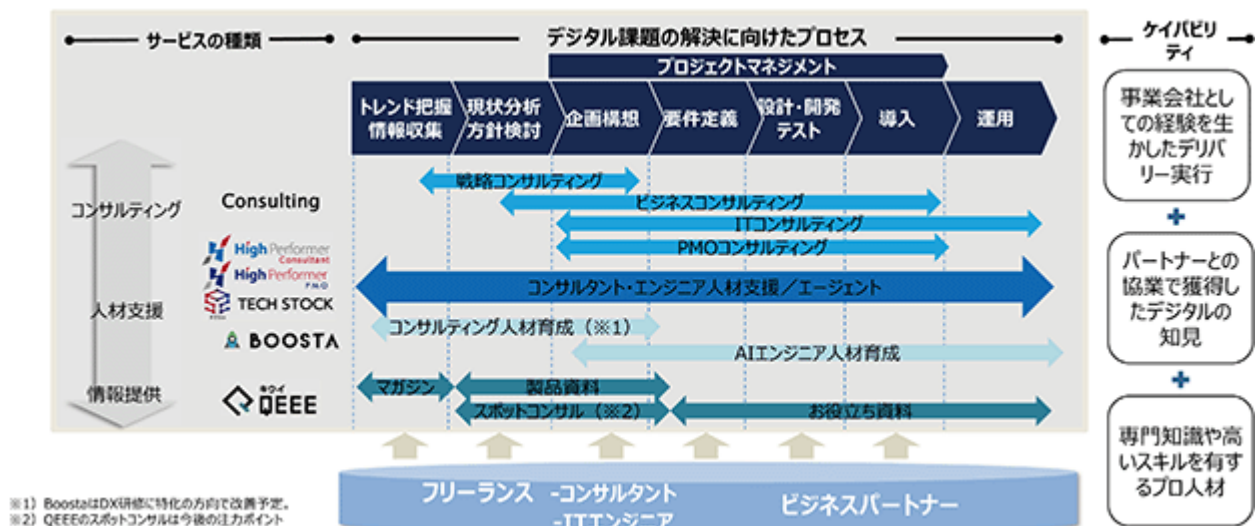 サービスの種類
デジタル課題の解決に向けたプロセス
ケイパビリ
ティ
プロジェクトマネジメント
トレンド把握
情報収集
現状分析
方針検討
企画構想
要件定義
設計・開発
テスト
導入
運用
コンサルティング
人材支援
情報提供
Consulting
High Performer
Consultant
High Performer
P.M.O
TECH STOCK
BOOSTA
キウイ
QEEE
戦略コンサルティング
ビジネスコンサルティング
ITコンサルティング
PMOコンサルティング
コンサルタント・エンジニア人材支援／エージェント
コンサルティング人材育成（※1）
AIエンジニア人材育成
マガジン
製品資料
スポットコンサル（※2）
お役立ち資料
フリーランス
-コンサルタント
-ITエンジニア
ビジネスパートナー
事業会社とし
ての経験を生
かしたデリバ
リー実行
+
パートナーとの
協業で獲得し
たデジタルの
知見
+
専門知識や高
いスキルを有す
るプロ人材
※1）BoostaはDX研修に特化の方向で改善予定。
※2）QEEEのスポットコンサルは今後の注力ポイント